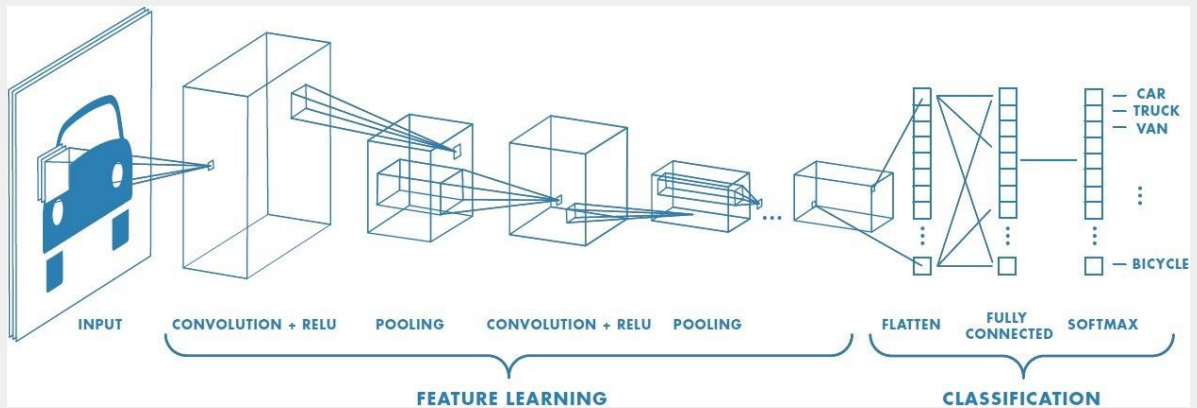 CAR
TRUCK
VAN
BICYCLE
INPUT
CONVOLUTION + RELU
POOLING
CONVOLUTION + RELU
POOLING
FLATTEN
FULLY
CONNECTED
SOFTMAX
FEATURE LEARNING
CLASSIFICATION